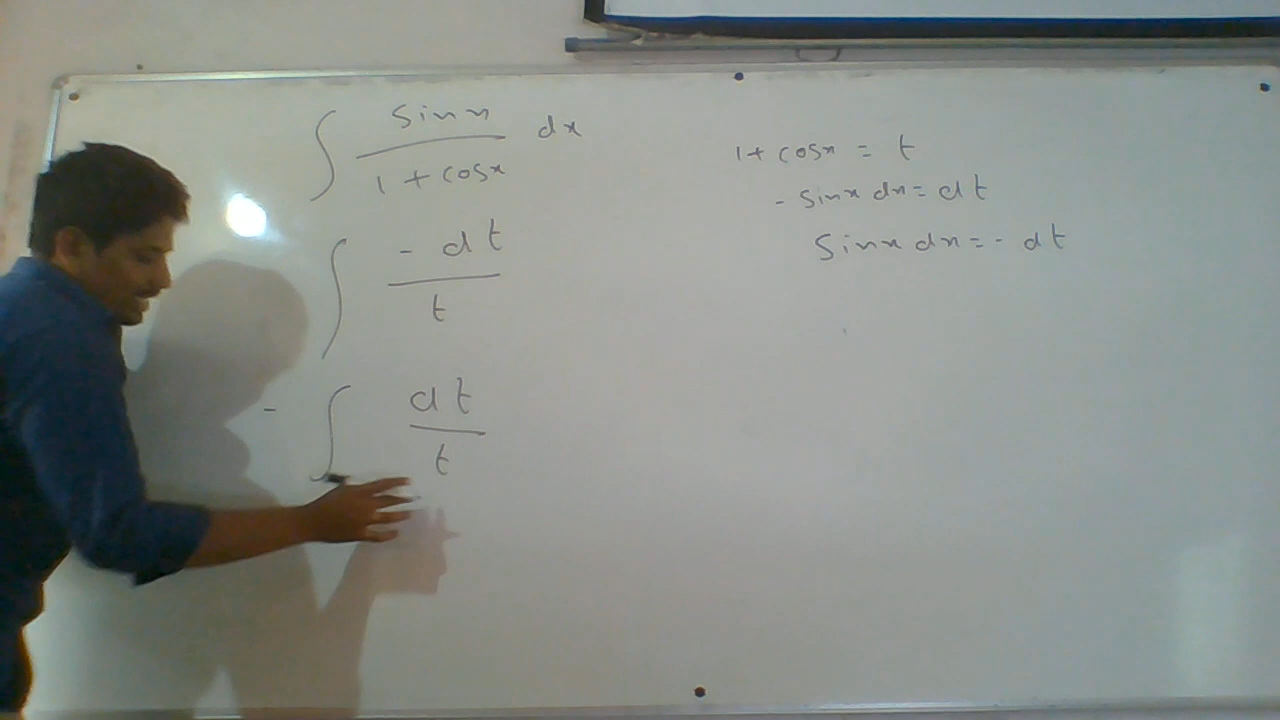 ∫ sinx / 1 + cosx dx
∫ - dt / t
- ∫ dt / t
1 + cosx = t
- sinx dx = dt
sinx dx = - dt